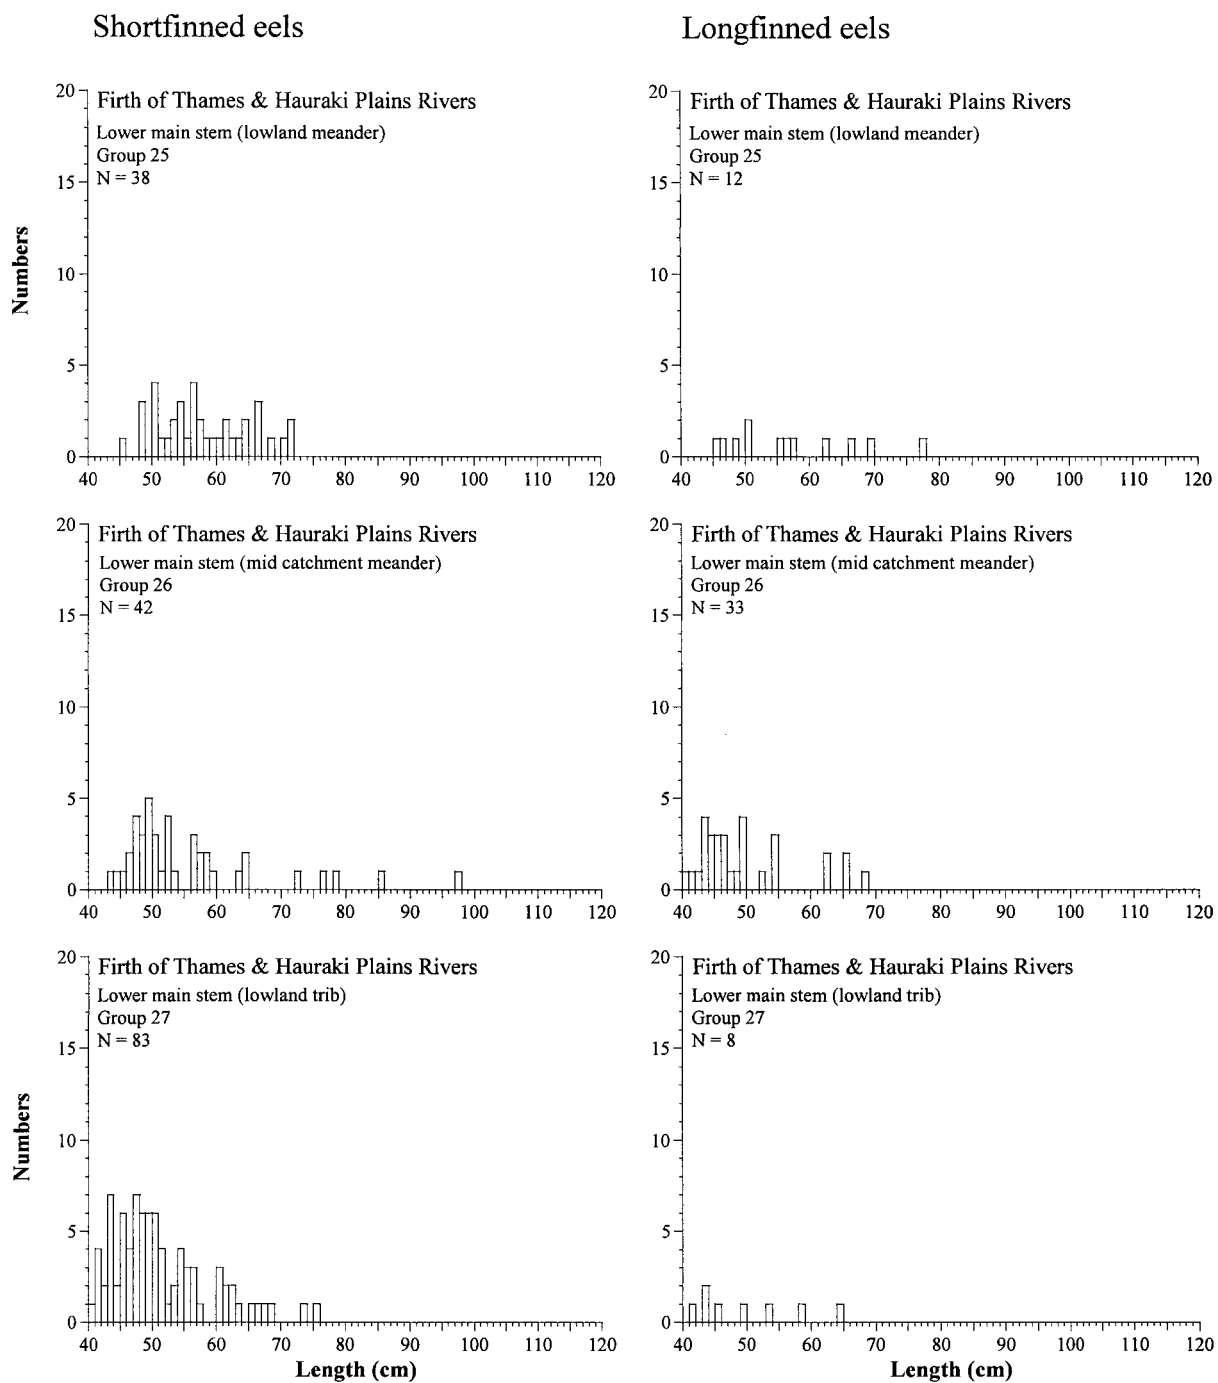 Shortfinned eels
Longfinned eels
Firth of Thames & Hauraki Plains Rivers
Lower main stem (lowland meander)
Group 25
N = 38
20
15
10
5
0
40 50 60 70 80 90 100 110 120
Numbers
Firth of Thames & Hauraki Plains Rivers
Lower main stem (lowland meander)
Group 25
N = 12
20
15
10
5
0
40 50 60 70 80 90 100 110 120
Firth of Thames & Hauraki Plains Rivers
Lower main stem (mid catchment meander)
Group 26
N = 42
20
15
10
5
0
40 50 60 70 80 90 100 110 120
Firth of Thames & Hauraki Plains Rivers
Lower main stem (mid catchment meander)
Group 26
N = 33
20
15
10
5
0
40 50 60 70 80 90 100 110 120
Firth of Thames & Hauraki Plains Rivers
Lower main stem (lowland trib)
Group 27
N = 83
20
15
10
5
0
40 50 60 70 80 90 100 110 120
Numbers
Length (cm)
Firth of Thames & Hauraki Plains Rivers
Lower main stem (lowland trib)
Group 27
N = 8
20
15
10
5
0
40 50 60 70 80 90 100 110 120
Length (cm)